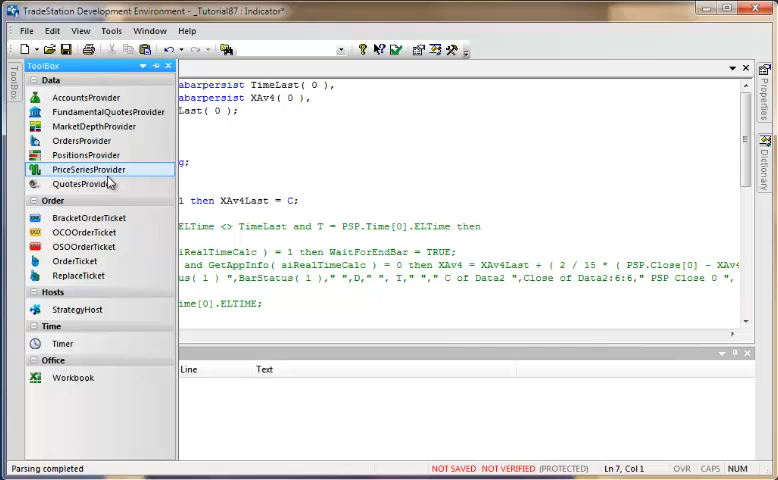 TradeStation Development Environment - _Tutorial87 : Indicator*
File Edit View Tools Window Help
ToolBox
ToolBox
Data
AccountsProvider
FundamentalQuotesProvider
MarketDepthProvider
OrdersProvider
PositionsProvider
PriceSeriesProvider
Order
BracketOrderTicket
OCOOrderTicket
OSOOrderTicket
OrderTicket
ReplaceTicket
Hosts
StrategyHost
Time
Timer
Office
Workbook
abarpersist TimeLast( 0 ),
abarpersist XAv4( 0 ),
Last( 0 );
g;
1 then XAv4Last = C;
ELTime <> TimeLast and T = PSP.Time[0].ELTime then
aiRealTimeCalc ) = 1 then WaitForEndBar = TRUE;
and GetAppInfo( aiRealTimeCalc ) = 0 then XAv4 = XAv4Last + ( 2 / 15 * ( PSP.Close[0] - XAv4
us( 1 ) ",BarStatus( 1 )," ",D," ", T,"," C of Data2 ",Close of Data2:6:6," PSP Close 0 ",
ime[0].ELTIME;
Properties
Dictionary
Line Text
Parsing completed
NOT SAVED NOT VERIFIED (PROTECTED) Ln 7, Col 1 OVR CAPS NUM